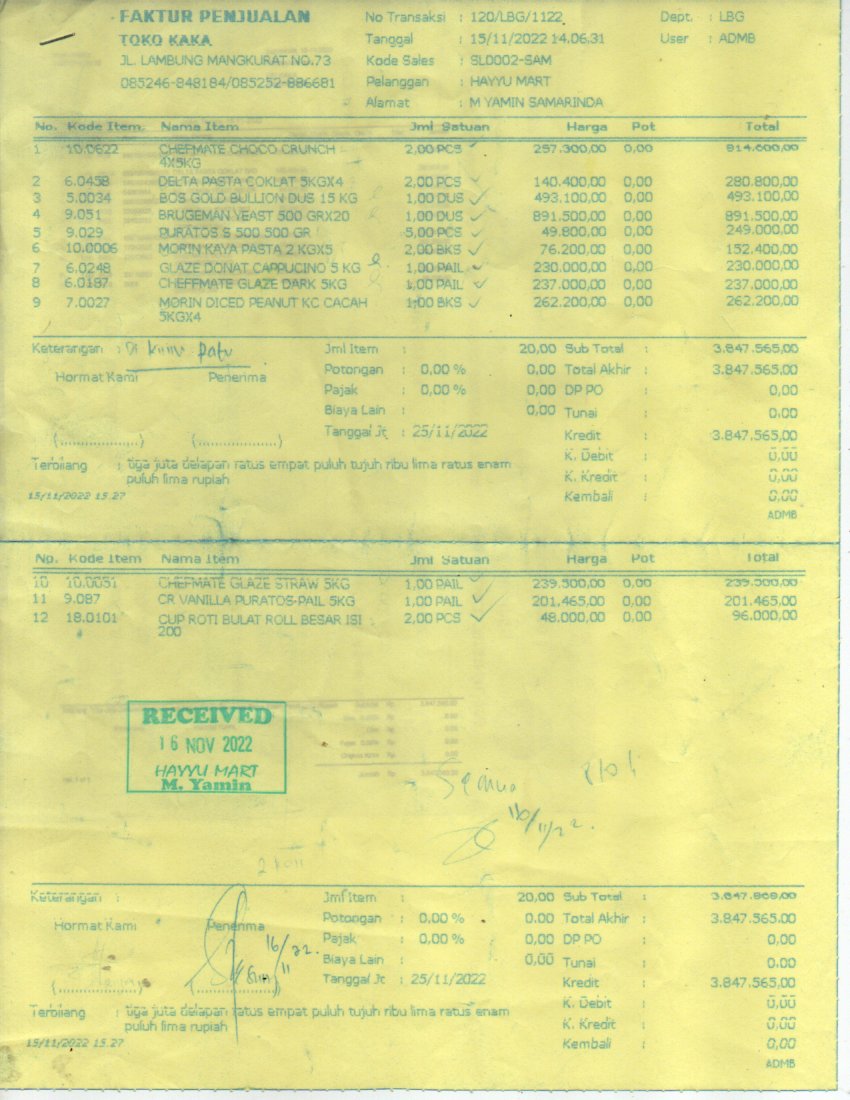 FAKTUR PENJUALAN
TOKO KAKA
JL. LAMBUNG MANGKURAT NO.73
085246-848184/085252-886681
No Transaksi : 120/LBG/1122
Tanggal : 15/11/2022 14.06.31
Kode Sales : SL0002-SAM
Pelanggan : HAYYU MART
Alamat : M YAMIN SAMARINDA
Dept. : LBG
User : ADMB
No. Kode Item Nama Item Jml Satuan Harga Pot Total
1 10.0622 CHEFMATE CHOCO CRUNCH 2,00 PCS 257.300,00 0,00 514.600,00
4X5KG
2 6.0458 DELTA PASTA COKLAT 5KGX4 2,00 PCS 140.400,00 0,00 280.800,00
3 5.0034 BOS GOLD BULLION DUS 15 KG 1,00 DUS 493.100,00 0,00 493.100,00
4 9.051 BRUGEMAN YEAST 500 GRX20 1,00 DUS 891.500,00 0,00 891.500,00
5 9.029 PURATOS S 500 500 GR 5,00 PCS 49.800,00 0,00 249.000,00
6 10.0006 MORIN KAYA PASTA 2 KGX5 2,00 BKS 76.200,00 0,00 152.400,00
7 6.0248 GLAZE DONAT CAPPUCINO 5 KG 1,00 PAIL 230.000,00 0,00 230.000,00
8 6.0187 CHEFFMATE GLAZE DARK 5KG 1,00 PAIL 237.000,00 0,00 237.000,00
9 7.0027 MORIN DICED PEANUT KC CACAH 1,00 BKS 262.200,00 0,00 262.200,00
5KGX4
Keterangan :
Hormat Kami Penerima
(..................) (..................)
Jml Item : 20,00 Sub Total : 3.847.565,00
Potongan : 0,00 % 0,00 Total Akhir : 3.847.565,00
Pajak : 0,00 % 0,00 DP PO : 0,00
Biaya Lain : 0,00 Tunai : 0,00
Tanggal Jt : 25/11/2022 Kredit : 3.847.565,00
K. Debit : 0,00
K. Kredit : 0,00
Kembali : 0,00
Terbilang : tiga juta delapan ratus empat puluh tujuh ribu lima ratus enam
puluh lima rupiah
15/11/2022 15.27
ADMB
No. Kode Item Nama Item Jml Satuan Harga Pot Total
10 10.0051 CHEFMATE GLAZE STRAW 5KG 1,00 PAIL 239.500,00 0,00 239.500,00
11 9.087 CR VANILLA PURATOS-PAIL 5KG 1,00 PAIL 201.465,00 0,00 201.465,00
12 18.0101 CUP ROTI BULAT ROLL BESAR ISI 2,00 PCS 48.000,00 0,00 96.000,00
200
RECEIVED
16 NOV 2022
HAYYU MART
M. Yamin
16/11/22.
Keterangan :
Hormat Kami Penerima
16/11 22.
(..................) (..................)
Jml Item : 20,00 Sub Total : 3.847.565,00
Potongan : 0,00 % 0,00 Total Akhir : 3.847.565,00
Pajak : 0,00 % 0,00 DP PO : 0,00
Biaya Lain : 0,00 Tunai : 0,00
Tanggal Jt : 25/11/2022 Kredit : 3.847.565,00
K. Debit : 0,00
K. Kredit : 0,00
Kembali : 0,00
Terbilang : tiga juta delapan ratus empat puluh tujuh ribu lima ratus enam
puluh lima rupiah
15/11/2022 15.27
ADMB